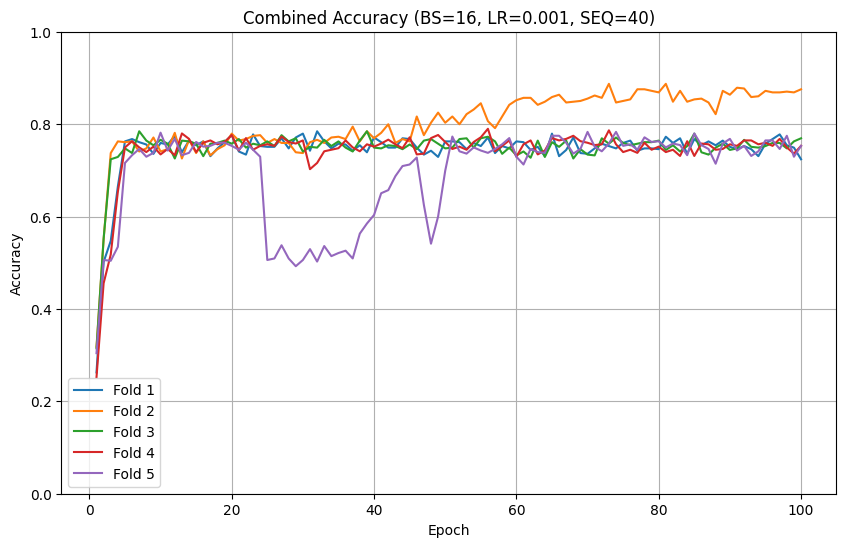 Combined Accuracy (BS=16, LR=0.001, SEQ=40)
1.0
0.8
0.6
0.4
0.2
0.0
Accuracy
Fold 1
Fold 2
Fold 3
Fold 4
Fold 5
0 20 40 60 80 100
Epoch